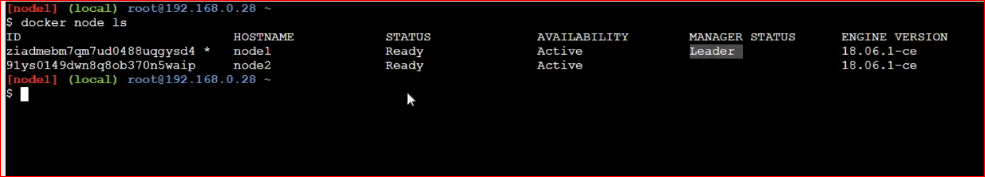 [node1] (local) root@192.168.0.28 ~
$ docker node ls
ID HOSTNAME STATUS AVAILABILITY MANAGER STATUS ENGINE VERSION
ziadmebm7qm7ud0488uqgysd4 * node1 Ready Active Leader 18.06.1-ce
91ys0149dwn8q8ob370n5waip node2 Ready Active 18.06.1-ce
[node1] (local) root@192.168.0.28 ~
$